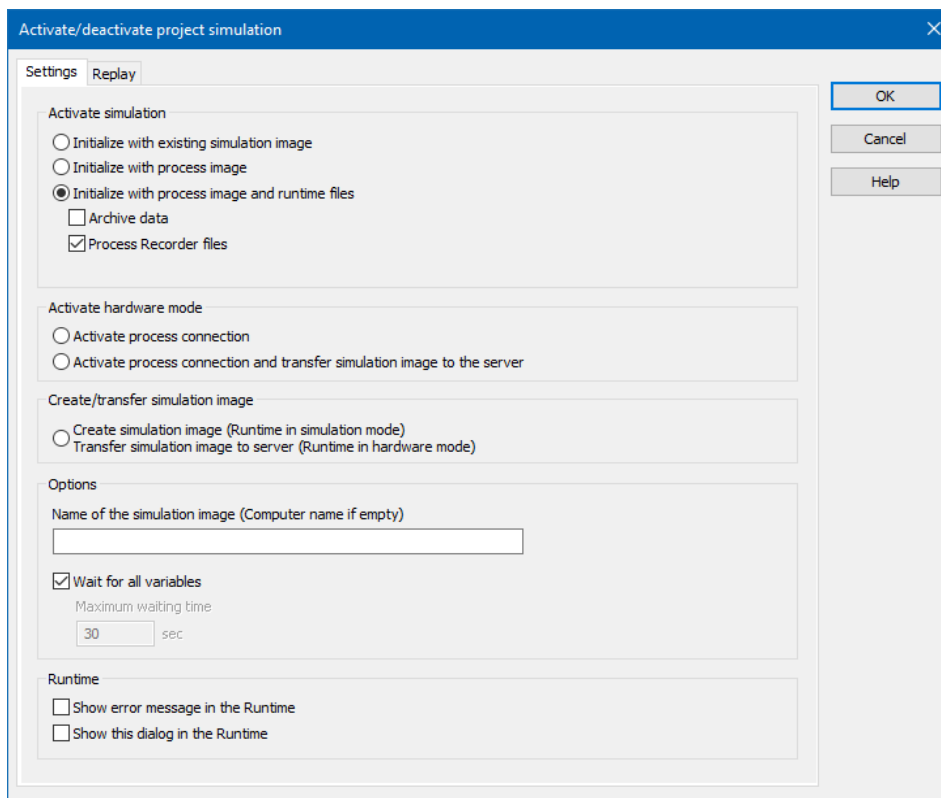 Activate/deactivate project simulation
Settings
Replay
OK
Cancel
Help
Activate simulation
Initialize with existing simulation image
Initialize with process image
Initialize with process image and runtime files
Archive data
Process Recorder files
Activate hardware mode
Activate process connection
Activate process connection and transfer simulation image to the server
Create/transfer simulation image
Create simulation image (Runtime in simulation mode)
Transfer simulation image to server (Runtime in hardware mode)
Options
Name of the simulation image (Computer name if empty)
Wait for all variables
Maximum waiting time
30 sec
Runtime
Show error message in the Runtime
Show this dialog in the Runtime